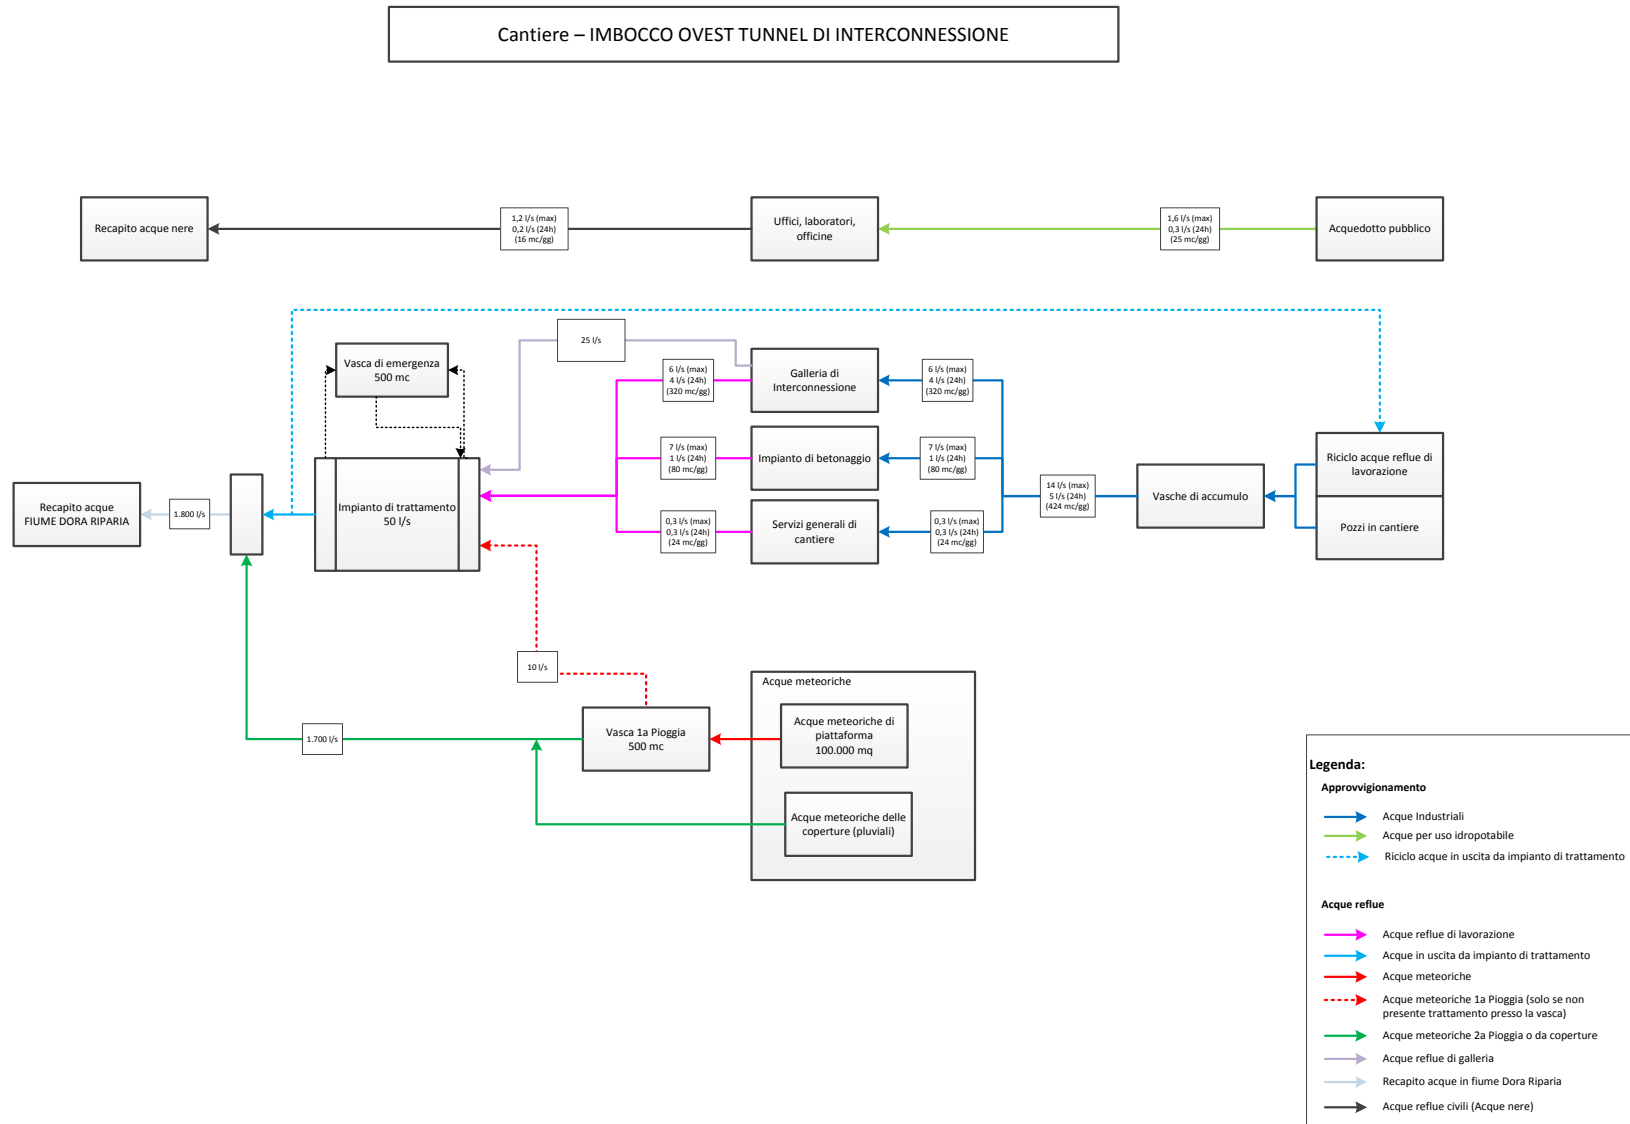 Cantiere – IMBOCCO OVEST TUNNEL DI INTERCONNESSIONE
Recapito acque nere
1,2 l/s (max)
0,2 l/s (24h)
(16 mc/gg)
Uffici, laboratori,
officine
1,6 l/s (max)
0,3 l/s (24h)
(25 mc/gg)
Acquedotto pubblico
25 l/s
Vasca di emergenza
500 mc
6 l/s (max)
4 l/s (24h)
(320 mc/gg)
Galleria di
Interconnessione
6 l/s (max)
4 l/s (24h)
(320 mc/gg)
7 l/s (max)
1 l/s (24h)
(80 mc/gg)
Impianto di betonaggio
7 l/s (max)
1 l/s (24h)
(80 mc/gg)
Riciclo acque reflue di
lavorazione
14 l/s (max)
5 l/s (24h)
(424 mc/gg)
Vasche di accumulo
Pozzi in cantiere
Recapito acque
FIUME DORA RIPARIA
1.800 l/s
Impianto di trattamento
50 l/s
0,3 l/s (max)
0,3 l/s (24h)
(24 mc/gg)
Servizi generali di
cantiere
0,3 l/s (max)
0,3 l/s (24h)
(24 mc/gg)
10 l/s
Acque meteoriche
Vasca 1a Pioggia
500 mc
Acque meteoriche di
piattaforma
100.000 mq
1.700 l/s
Acque meteoriche delle
coperture (pluviali)
Legenda:
Approvvigionamento
Acque Industriali
Acque per uso idropotabile
Riciclo acque in uscita da impianto di trattamento
Acque reflue
Acque reflue di lavorazione
Acque in uscita da impianto di trattamento
Acque meteoriche
Acque meteoriche 1a Pioggia (solo se non
presente trattamento presso la vasca)
Acque meteoriche 2a Pioggia o da coperture
Acque reflue di galleria
Recapito acque in fiume Dora Riparia
Acque reflue civili (Acque nere)